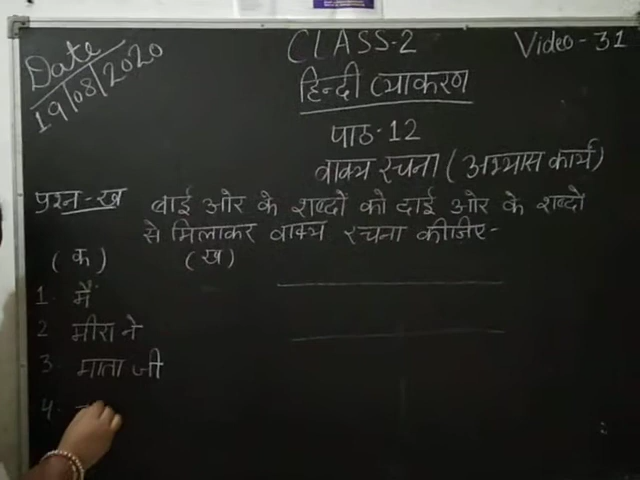 Date
19/08/2020
CLASS-2
Video-31
हिन्दी व्याकरण
पाठ-12
वाक्य रचना (अभ्यास कार्य)
प्रश्न-ख बाईं ओर के शब्दों को दाईं ओर के शब्दों
से मिलाकर वाक्य रचना कीजिए-
(क) (ख)
1. मैं
2. मीरा ने
3. माता जी
4.